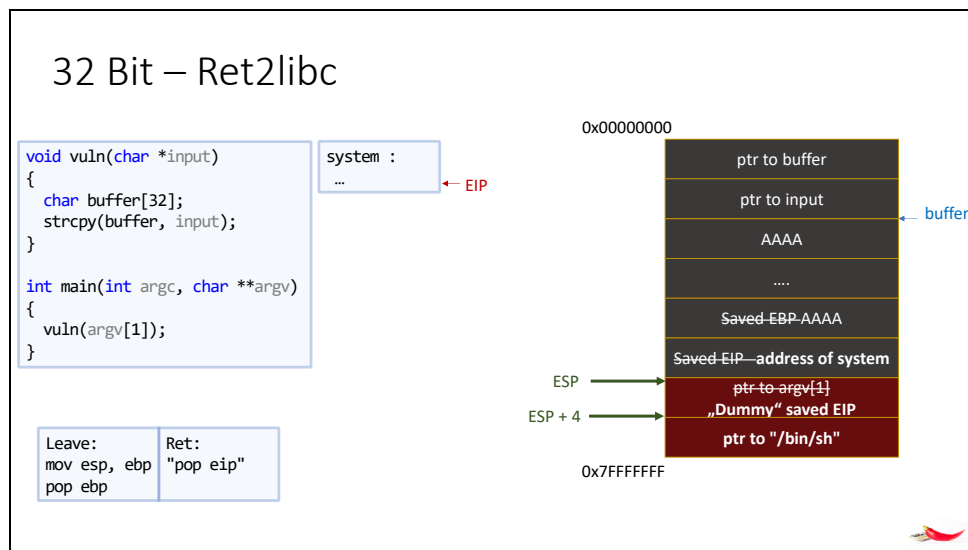 32 Bit – Ret2libc
void vuln(char *input)
{
char buffer[32];
strcpy(buffer, input);
}
int main(int argc, char **argv)
{
vuln(argv[1]);
}
system :
…
EIP
Leave:
mov esp, ebp
pop ebp
Ret:
"pop eip"
0x00000000
ptr to buffer
ptr to input
buffer
AAAA
....
Saved EBP AAAA
Saved EIP address of system
ESP
ptr to argv[1]
„Dummy“ saved EIP
ESP + 4
ptr to "/bin/sh"
0x7FFFFFFF